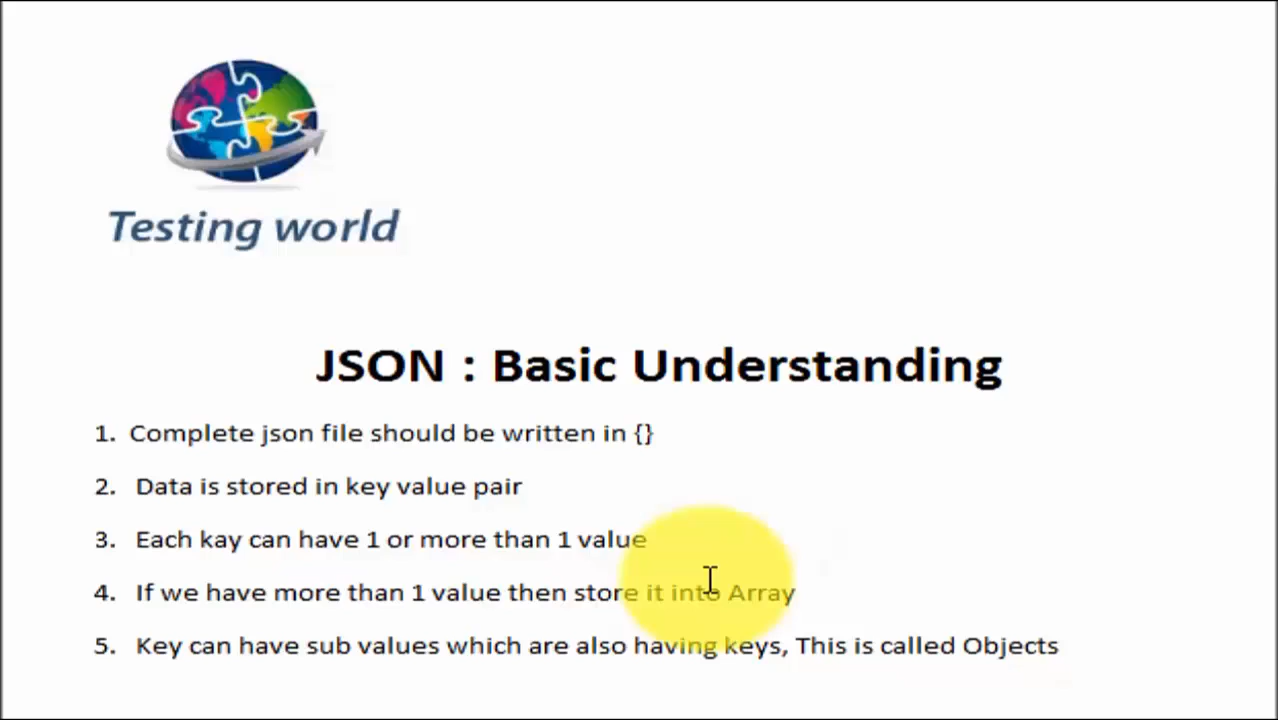 Testing world
JSON : Basic Understanding
1. Complete json file should be written in {}
2. Data is stored in key value pair
3. Each kay can have 1 or more than 1 value
4. If we have more than 1 value then store it into Array
5. Key can have sub values which are also having keys, This is called Objects